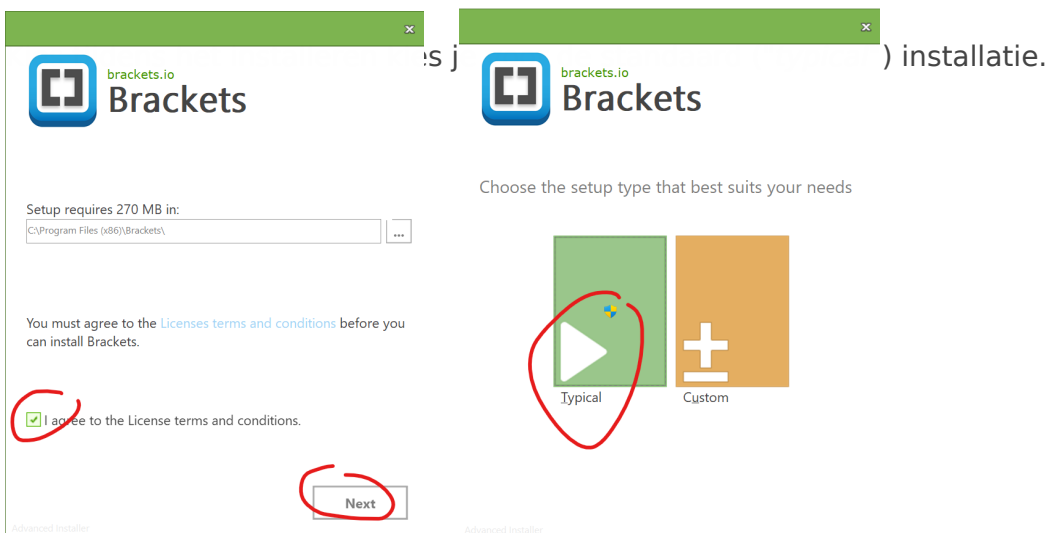 es j
) installatie.
brackets.io
Brackets
Setup requires 270 MB in:
C:\Program Files (x86)\Brackets\
...
You must agree to the Licenses terms and conditions before you
can install Brackets.
I agree to the License terms and conditions.
Next
Advanced Installer
brackets.io
Brackets
Choose the setup type that best suits your needs
Typical
Custom
Advanced Installer